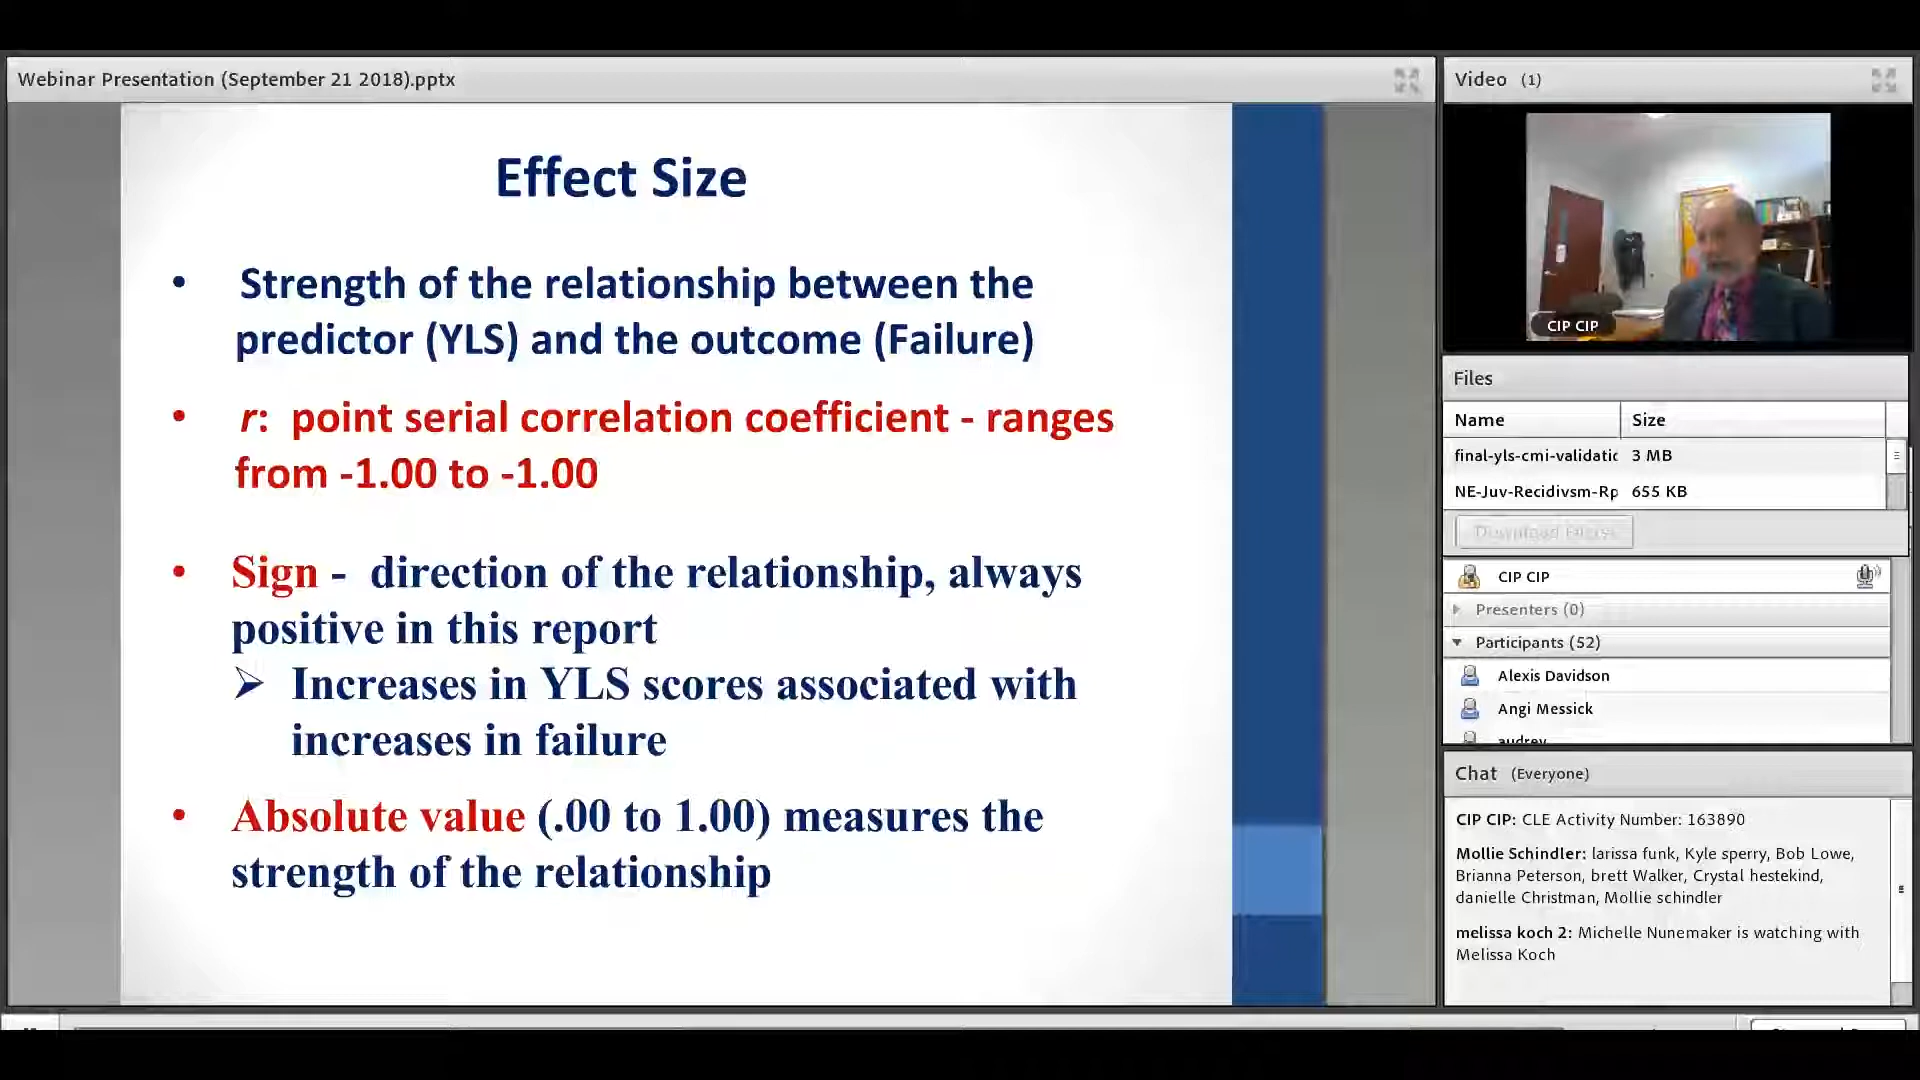 Webinar Presentation (September 21 2018).pptx
Effect Size
• Strength of the relationship between the
predictor (YLS) and the outcome (Failure)
• r: point serial correlation coefficient - ranges
from -1.00 to -1.00
• Sign - direction of the relationship, always
positive in this report
➢ Increases in YLS scores associated with
increases in failure
• Absolute value (.00 to 1.00) measures the
strength of the relationship
Video (1)
CIP CIP
Files
Name Size
final-yls-cmi-validatio 3 MB
NE-Juv-Recidivsm-Rp 655 KB
CIP CIP
Presenters (0)
Participants (52)
Alexis Davidson
Angi Messick
audrey
Chat (Everyone)
CIP CIP: CLE Activity Number: 163890
Mollie Schindler: larissa funk, Kyle sperry, Bob Lowe,
Brianna Peterson, brett Walker, Crystal hestekind,
danielle Christman, Mollie schindler
melissa koch 2: Michelle Nunemaker is watching with
Melissa Koch